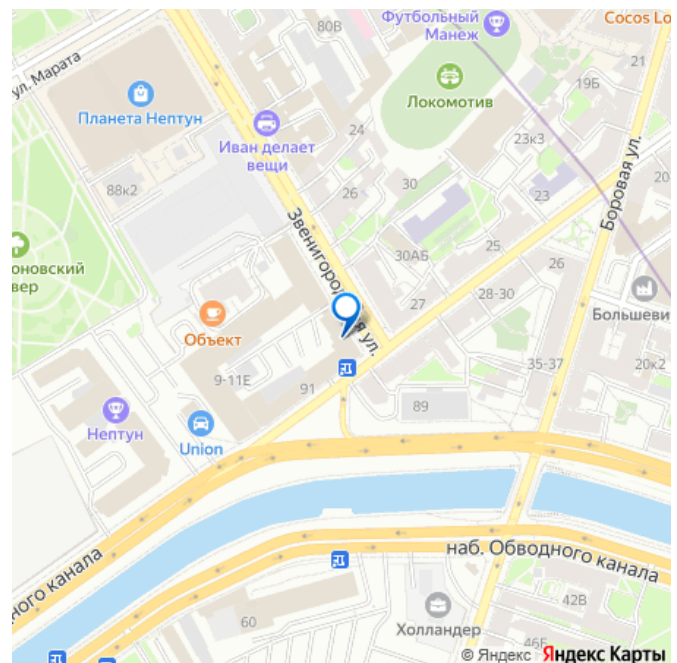 Футбольный
Манеж
Cocos Lo
80В
21
ул. Марата
19Б
Локомотив
Планета Нептун
Иван делает
вещи
24
23к3
88к2
26
30
23
20
Боровая ул.
Звенигородская ул.
оновский
вер
30АБ
25
26
28-30
27
Большеви
Объект
9-11Е
35-37
20к2
91
89
Нептун
Union
наб. Обводного канала
дного канала
42В
60
Холландер
46Б
© Яндекс Яндекс Карты